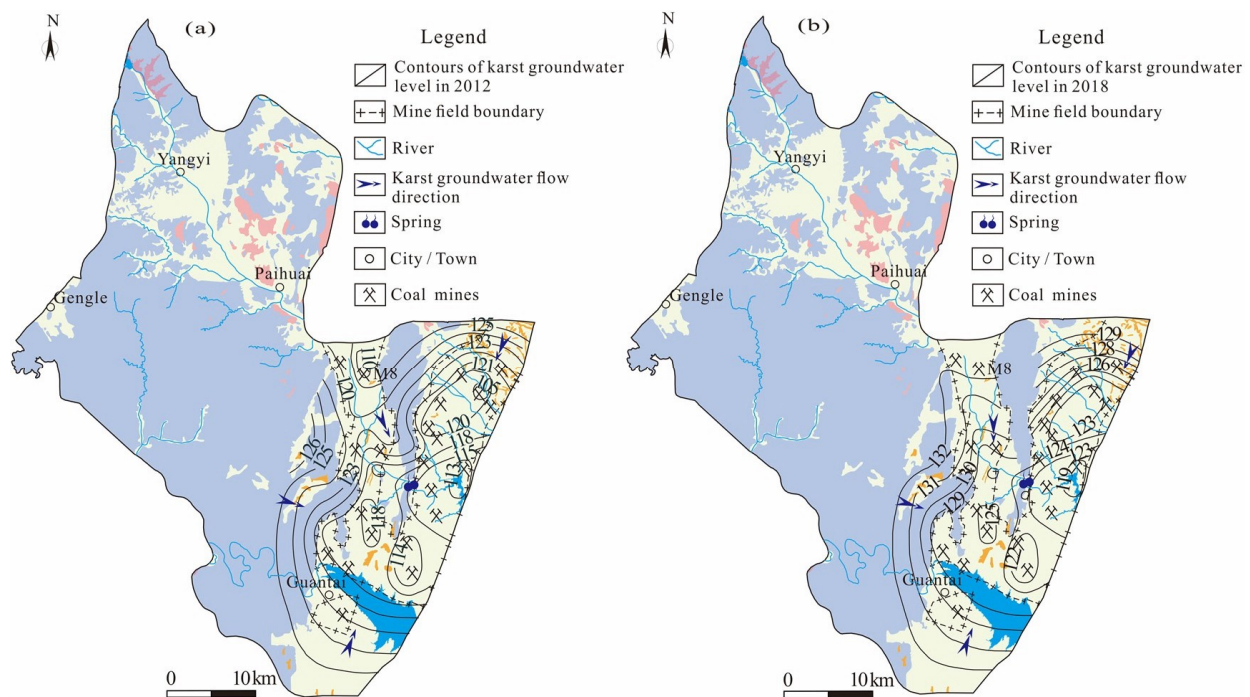 N
(a)
Legend
Contours of karst groundwater
level in 2012
Mine field boundary
River
Karst groundwater flow
direction
Spring
City / Town
Coal mines
Yangyi
Paihuai
Gengle
Guantai
M8
125
123
121
105
110
120
120
118
115
113
126
125
123
118
114
0
10km
N
(b)
Legend
Contours of karst groundwater
level in 2018
Mine field boundary
River
Karst groundwater flow
direction
Spring
City / Town
Coal mines
Yangyi
Paihuai
Gengle
Guantai
M8
129
128
126
123
124
123
119
132
131
130
129
125
122
0
10km